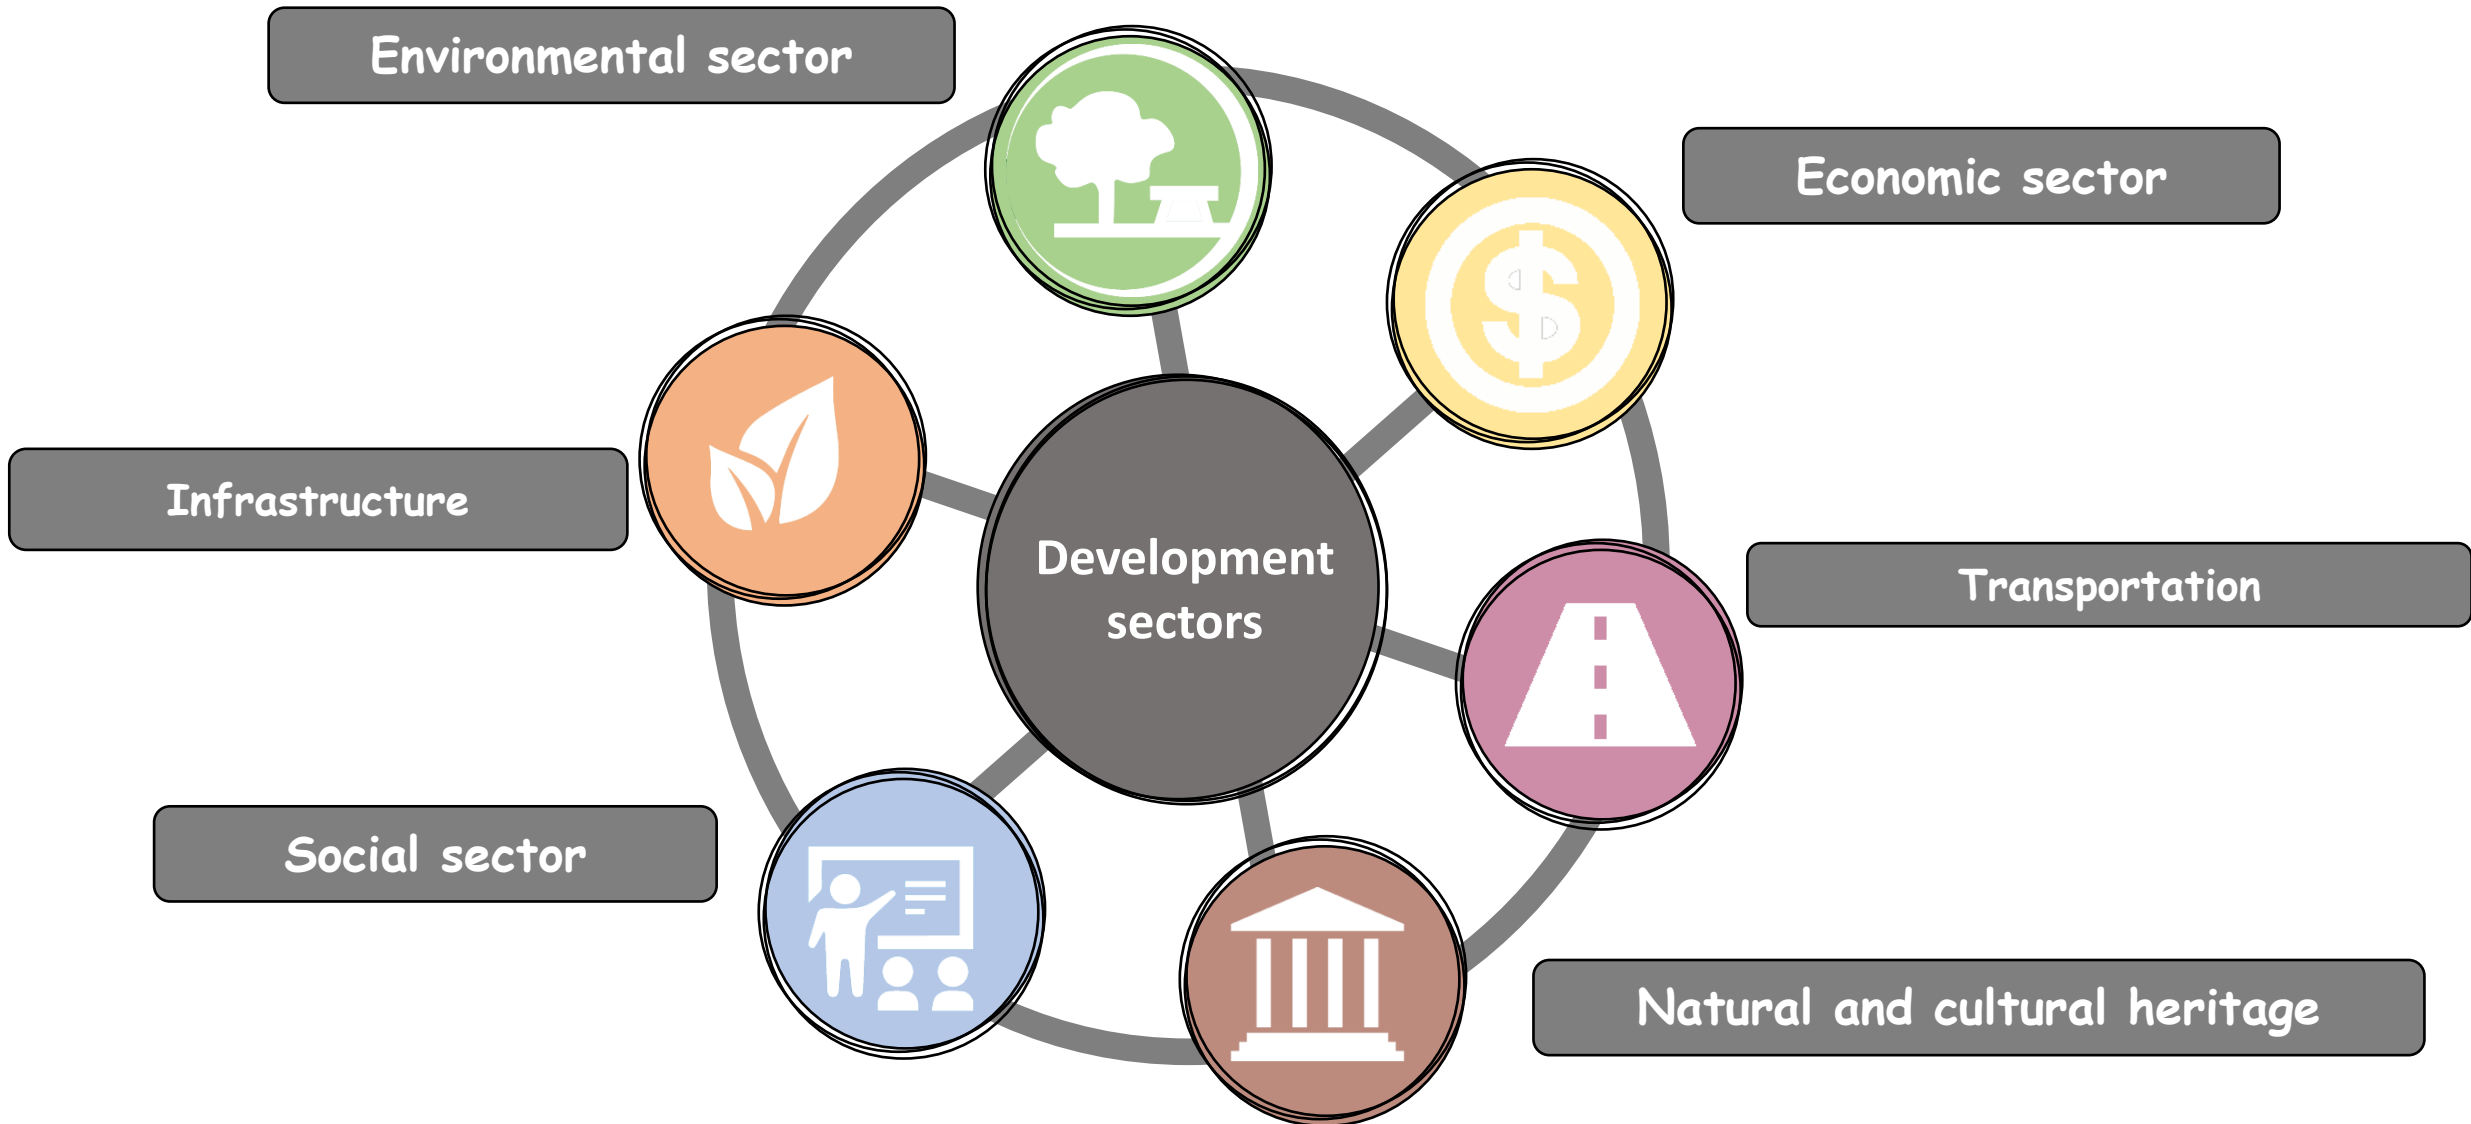 Environmental sector
Economic sector
Infrastructure
Development
sectors
Transportation
Social sector
Natural and cultural heritage